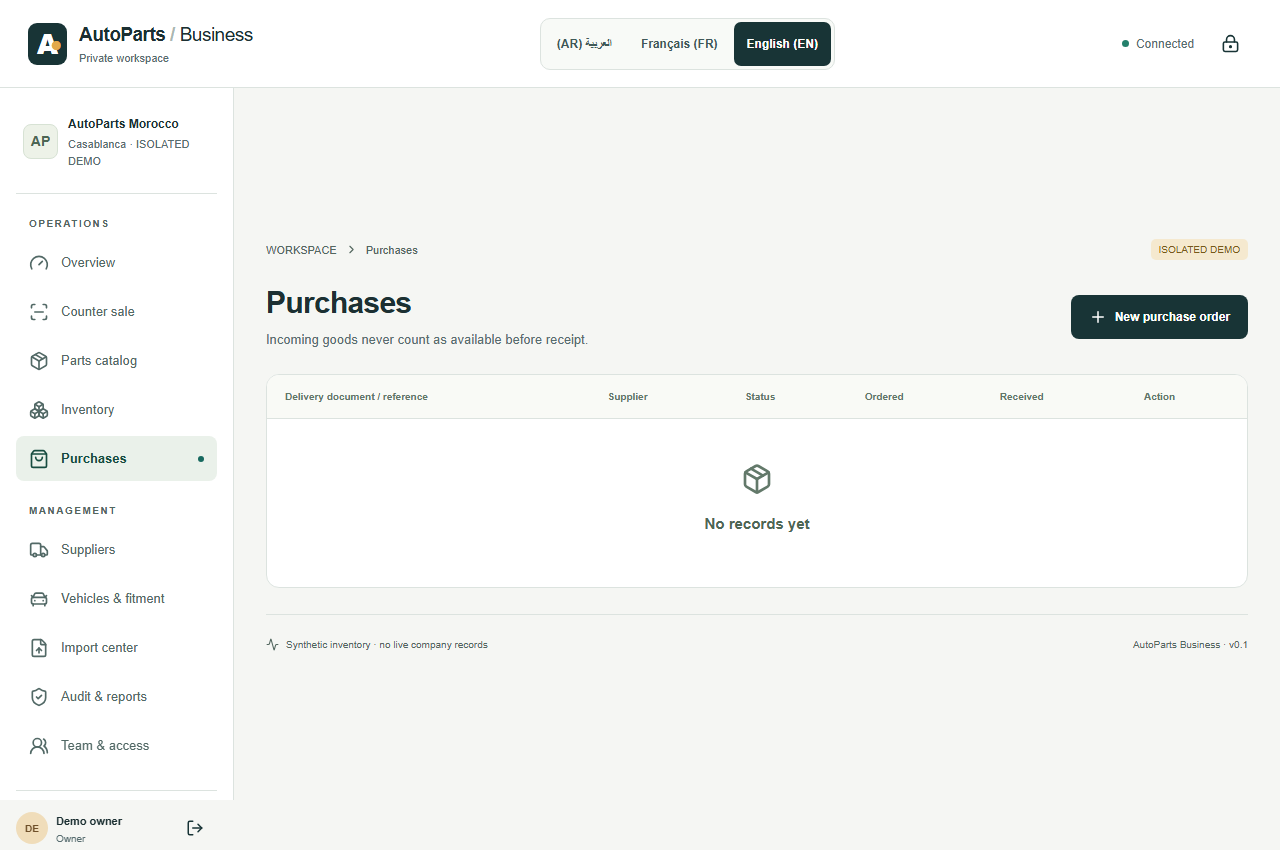 AutoParts / Business
Private workspace
العربية (AR)
Français (FR)
English (EN)
Connected
AP
AutoParts Morocco
Casablanca · ISOLATED
DEMO
OPERATIONS
Overview
Counter sale
Parts catalog
Inventory
Purchases
MANAGEMENT
Suppliers
Vehicles & fitment
Import center
Audit & reports
Team & access
DE
Demo owner
Owner
WORKSPACE > Purchases
ISOLATED DEMO
Purchases
Incoming goods never count as available before receipt.
New purchase order
Delivery document / reference Supplier Status Ordered Received Action
No records yet
Synthetic inventory · no live company records
AutoParts Business · v0.1